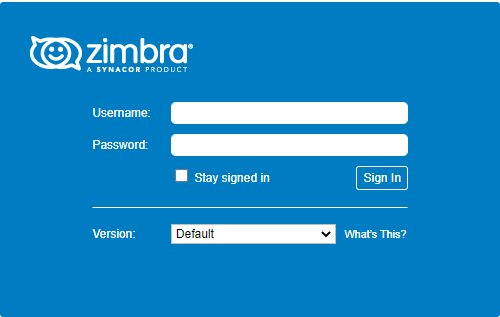 zimbra®
A SYNACOR PRODUCT
Username:
Password:
Stay signed in
Sign In
Version:
Default
What's This?